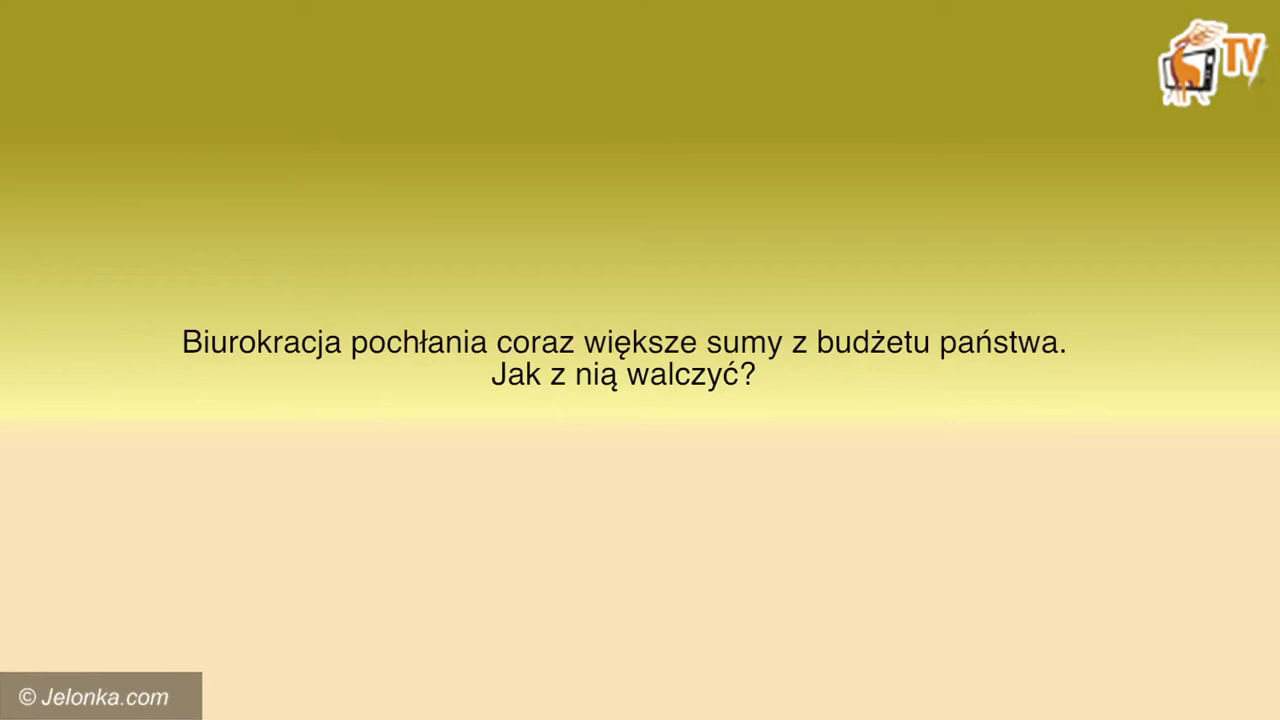 TV
Biurokracja pochłania coraz większe sumy z budżetu państwa.
Jak z nią walczyć?
© Jelonka.com